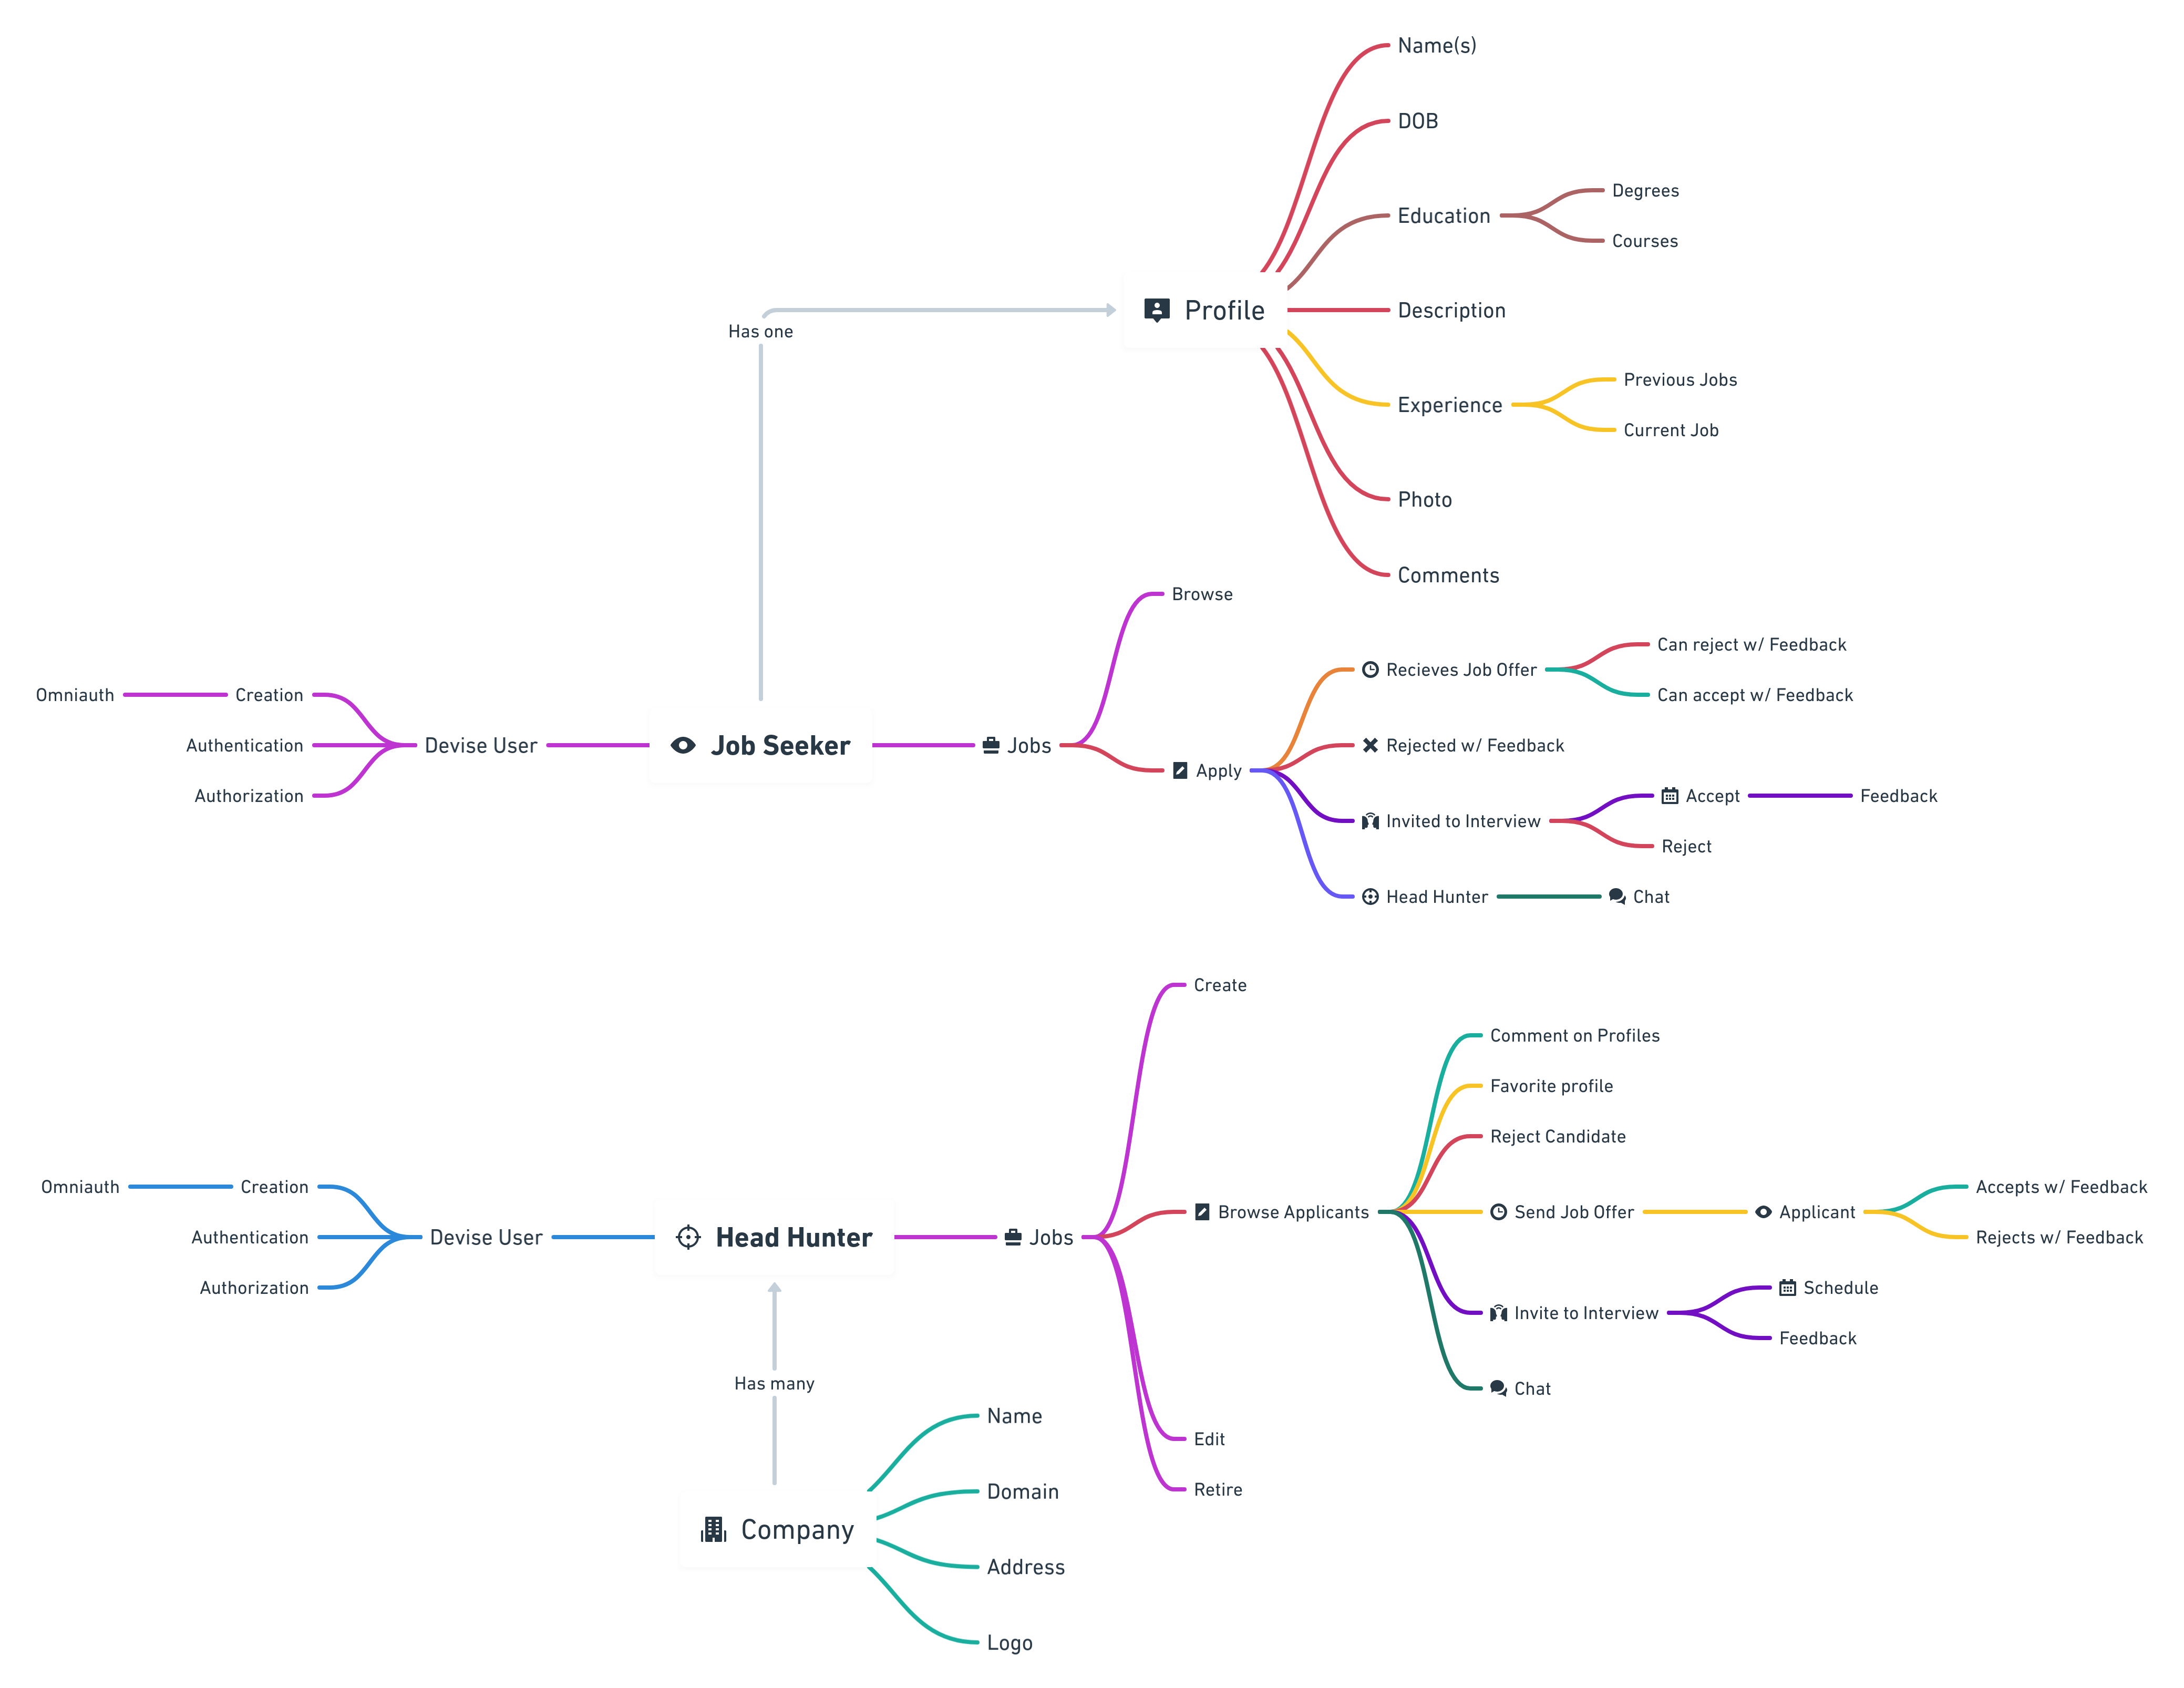 Name(s)
DOB
Education
Degrees
Courses
Profile
Description
Has one
Experience
Previous Jobs
Current Job
Photo
Comments
Browse
Omniauth
Creation
Authentication
Authorization
Devise User
Job Seeker
Jobs
Apply
Recieves Job Offer
Can reject w/ Feedback
Can accept w/ Feedback
Rejected w/ Feedback
Invited to Interview
Accept
Feedback
Reject
Head Hunter
Chat
Create
Comment on Profiles
Favorite profile
Reject Candidate
Omniauth
Creation
Authentication
Authorization
Devise User
Head Hunter
Jobs
Browse Applicants
Send Job Offer
Applicant
Accepts w/ Feedback
Rejects w/ Feedback
Invite to Interview
Schedule
Feedback
Chat
Edit
Retire
Has many
Company
Name
Domain
Address
Logo